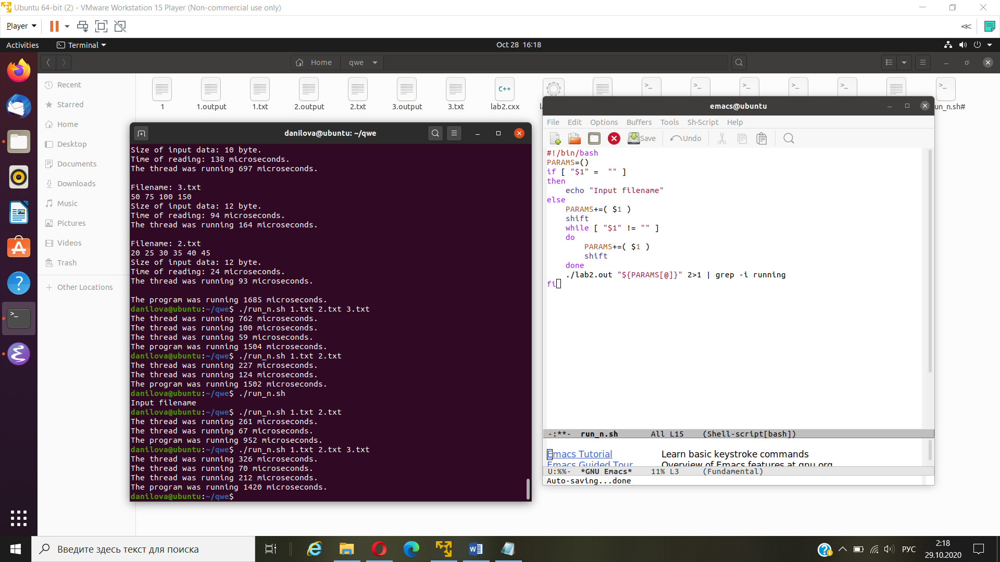 Ubuntu 64-bit (2) - VMware Workstation 15 Player (Non-commercial use only)
Player
Activities
Terminal
Oct 28 16:18
Home
qwe
Recent
Starred
Home
Desktop
Documents
Downloads
Music
Pictures
Videos
Trash
Other Locations
1
1.output
1.txt
2.output
2.txt
3.output
3.txt
C++
lab2.cxx
un_n.sh#
danilova@ubuntu: ~/qwe
Size of input data: 10 byte.
Time of reading: 138 microseconds.
The thread was running 697 microseconds.
Filename: 3.txt
50 75 100 150
Size of input data: 12 byte.
Time of reading: 94 microseconds.
The thread was running 164 microseconds.
Filename: 2.txt
20 25 30 35 40 45
Size of input data: 12 byte.
Time of reading: 24 microseconds.
The thread was running 93 microseconds.
The program was running 1685 microseconds.
danilova@ubuntu:~/qwe$ ./run_n.sh 1.txt 2.txt 3.txt
The thread was running 762 microseconds.
The thread was running 100 microseconds.
The thread was running 59 microseconds.
The program was running 1504 microseconds.
danilova@ubuntu:~/qwe$ ./run_n.sh 1.txt 2.txt
The thread was running 227 microseconds.
The thread was running 124 microseconds.
The program was running 1502 microseconds.
danilova@ubuntu:~/qwe$ ./run_n.sh
Input filename
danilova@ubuntu:~/qwe$ ./run_n.sh 1.txt 2.txt
The thread was running 261 microseconds.
The thread was running 67 microseconds.
The program was running 952 microseconds.
danilova@ubuntu:~/qwe$ ./run_n.sh 1.txt 2.txt 3.txt
The thread was running 326 microseconds.
The thread was running 70 microseconds.
The thread was running 212 microseconds.
The program was running 1420 microseconds.
danilova@ubuntu:~/qwe$
emacs@ubuntu
File Edit Options Buffers Tools Sh-Script Help
Save Undo
#!/bin/bash
PARAMS=()
if [ "$1" =  "" ]
then
    echo "Input filename"
else
    PARAMS+=( $1 )
    shift
    while [ "$1" != "" ]
    do
        PARAMS+=( $1 )
        shift
    done
    ./lab2.out "${PARAMS[@]}" 2>1 | grep -i running
fi
-:**-  run_n.sh       All L15    (Shell-script[bash])
Emacs Tutorial Learn basic keystroke commands
Emacs Guided Tour Overview of Emacs features at gnu.org
U:%%-  *GNU Emacs*    11% L3     (Fundamental)
Auto-saving...done
Введите здесь текст для поиска
РУС
2:18
29.10.2020